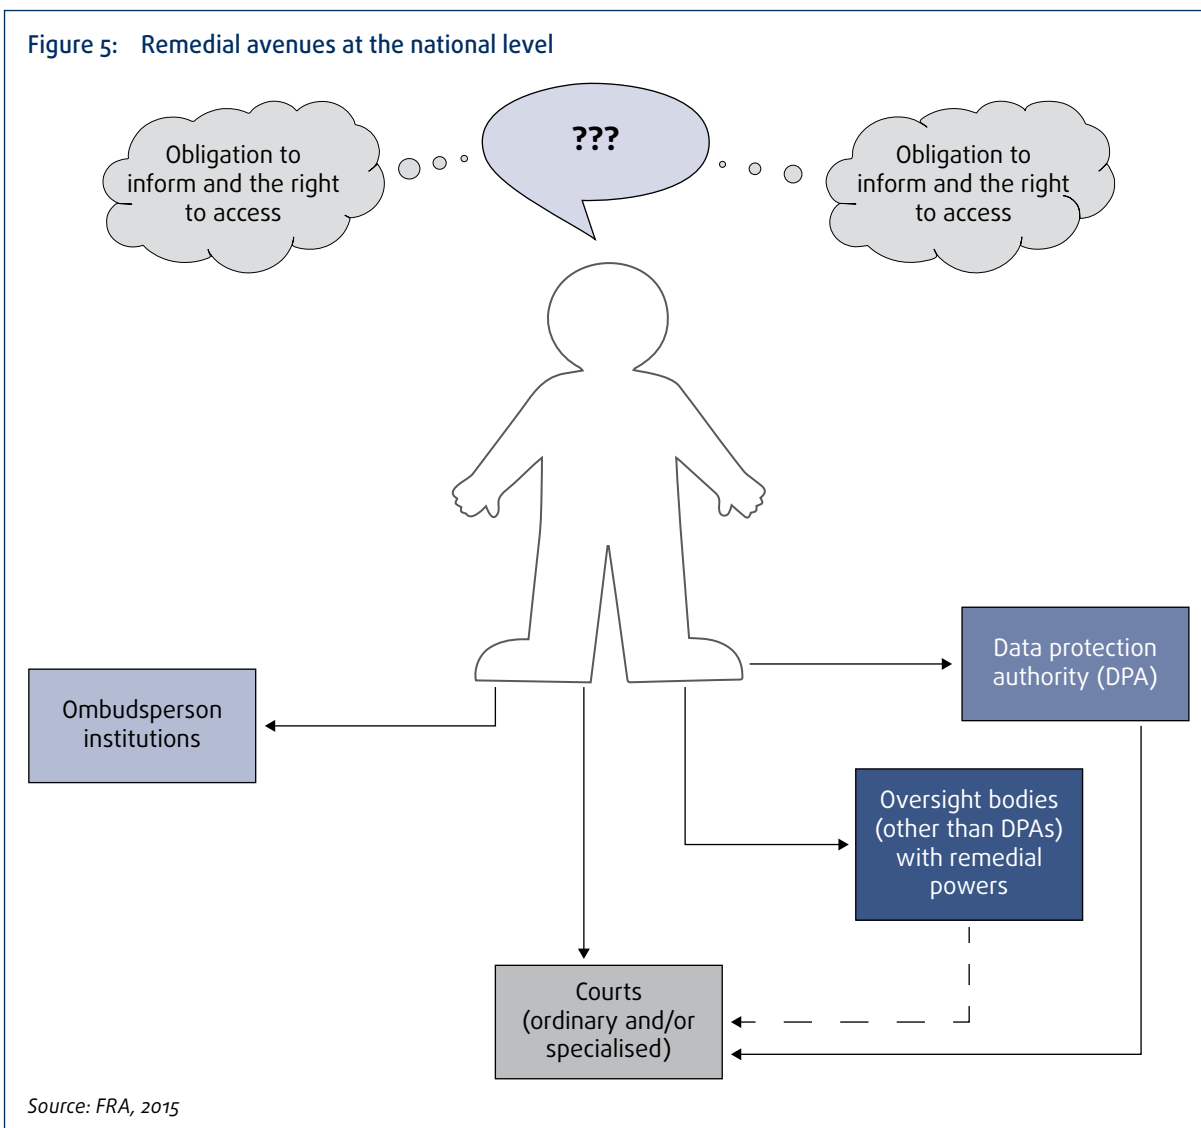 Figure 5: Remedial avenues at the national level
???
Obligation to
inform and the right
to access
Obligation to
inform and the right
to access
Data protection
authority (DPA)
Ombudsperson
institutions
Oversight bodies
(other than DPAs)
with remedial
powers
Courts
(ordinary and/or
specialised)
Source: FRA, 2015